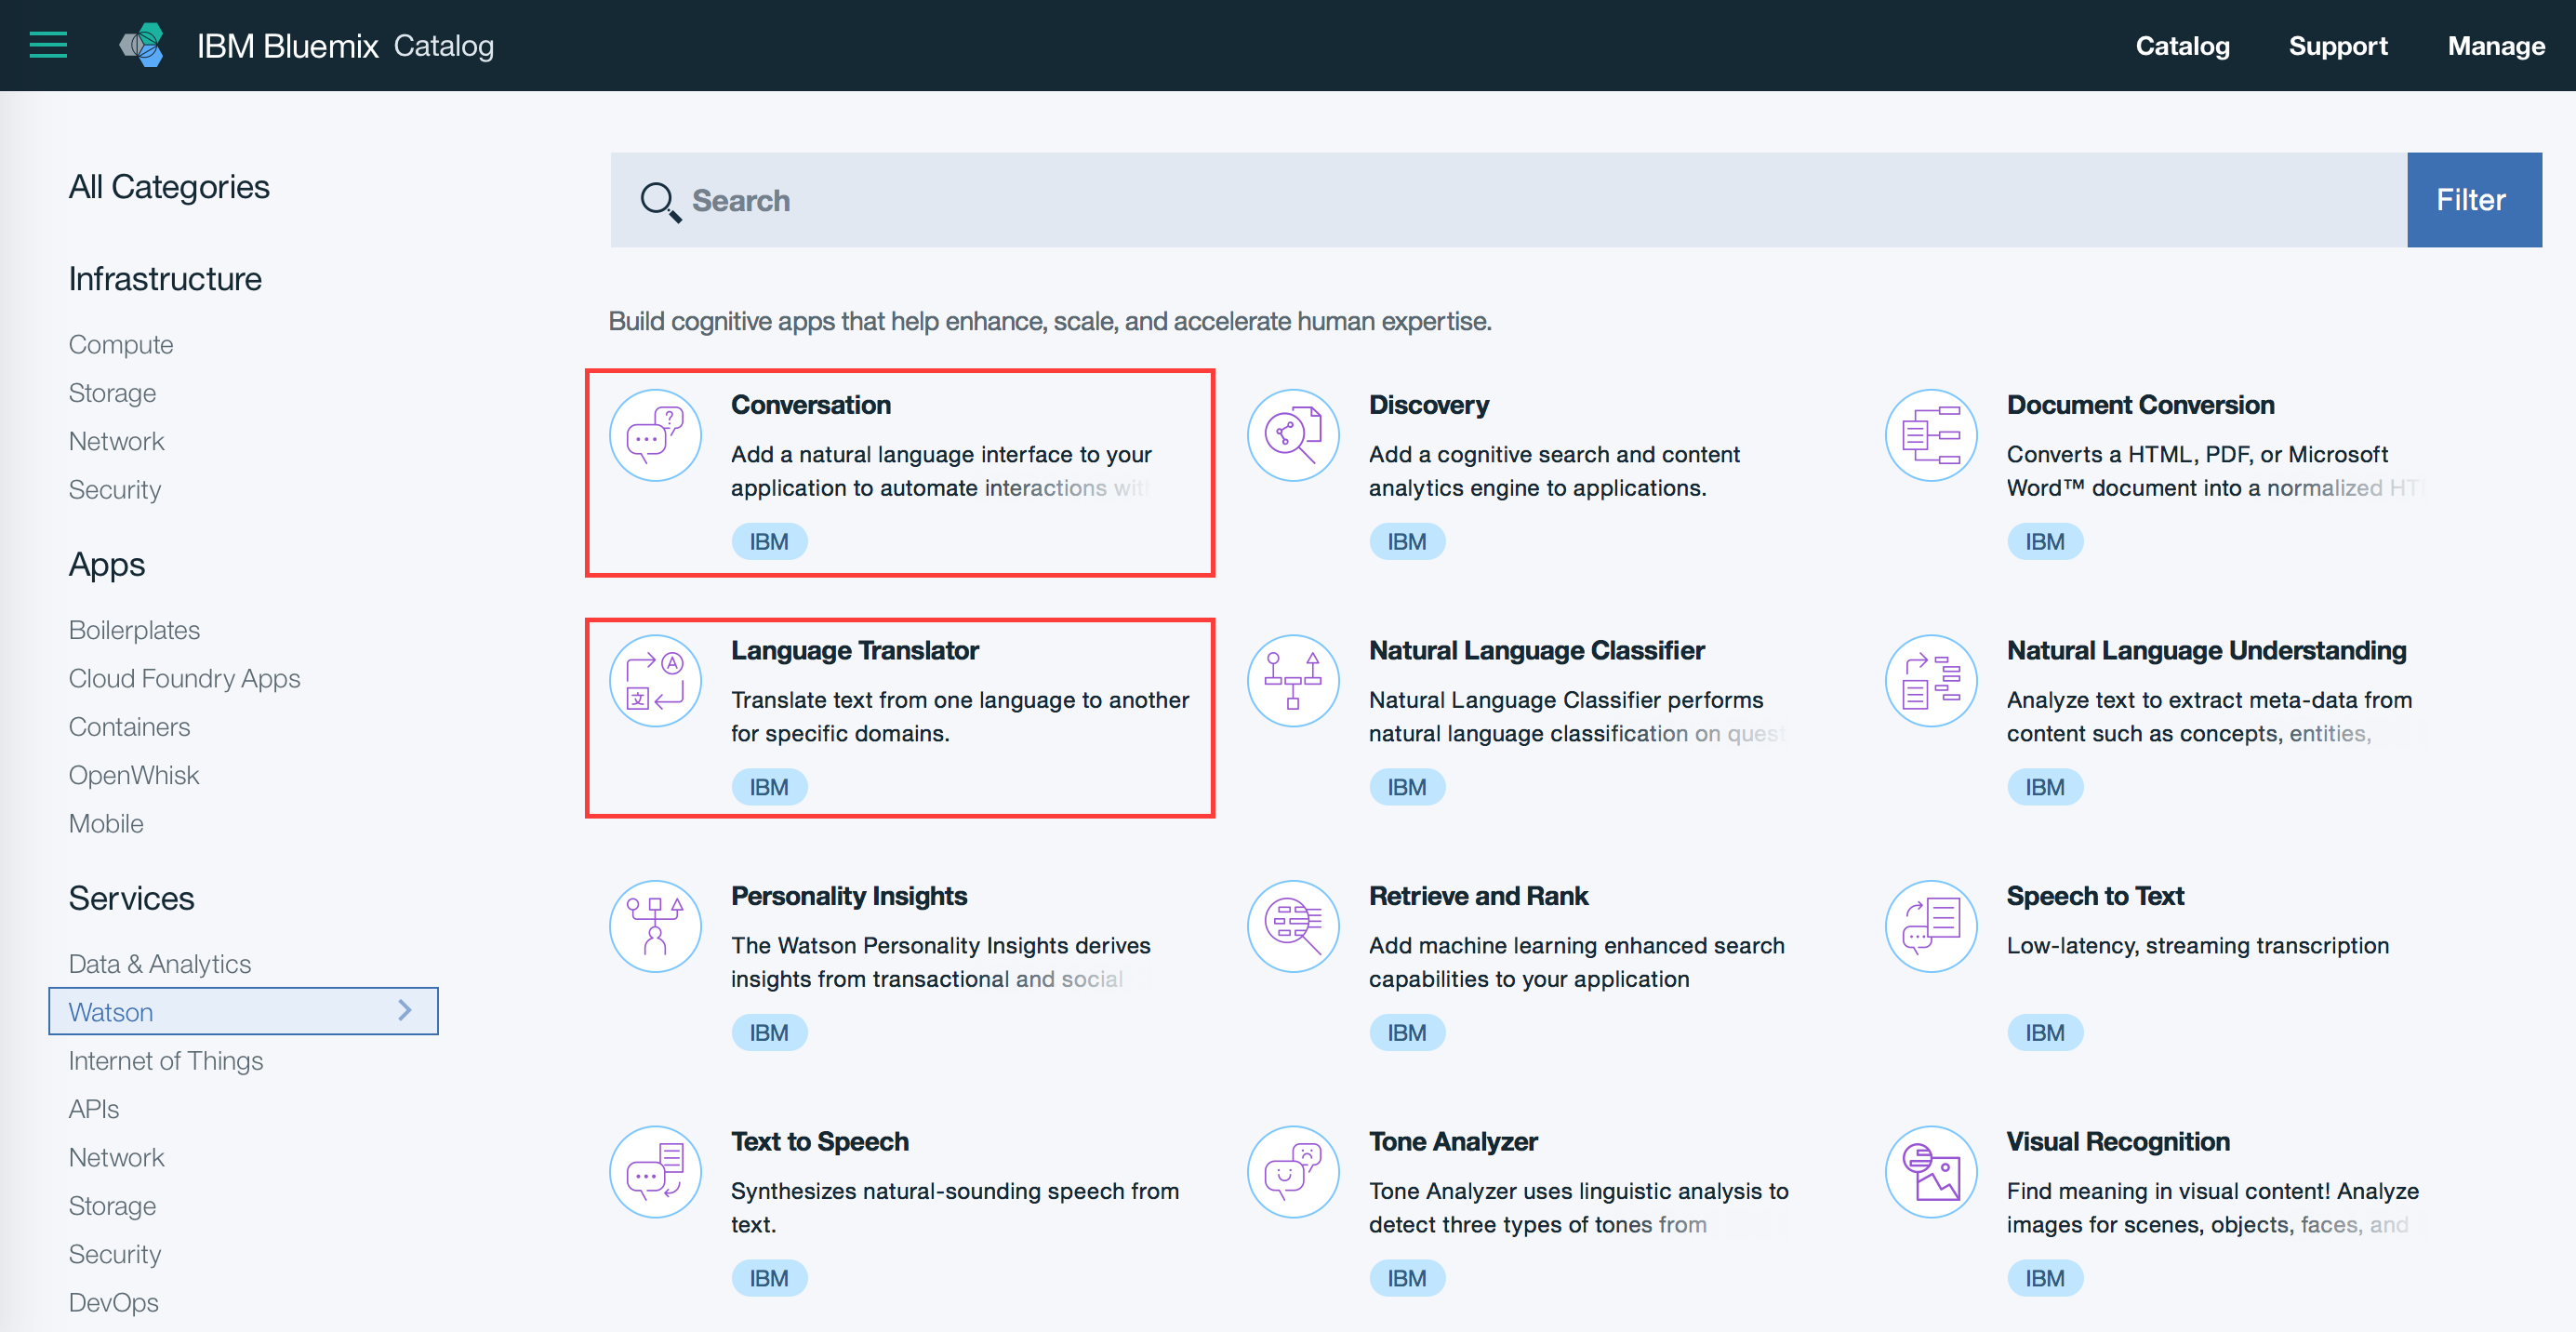 IBM Bluemix Catalog
Catalog Support Manage
All Categories
Infrastructure
Compute
Storage
Network
Security
Apps
Boilerplates
Cloud Foundry Apps
Containers
OpenWhisk
Mobile
Services
Data & Analytics
Watson
Internet of Things
APIs
Network
Storage
Security
DevOps
Search
Filter
Build cognitive apps that help enhance, scale, and accelerate human expertise.
Conversation
Add a natural language interface to your
application to automate interactions with
IBM
Discovery
Add a cognitive search and content
analytics engine to applications.
IBM
Document Conversion
Converts a HTML, PDF, or Microsoft
Word™ document into a normalized
IBM
Language Translator
Translate text from one language to another
for specific domains.
IBM
A
文
Natural Language Classifier
Natural Language Classifier performs
natural language classification on
IBM
Natural Language Understanding
Analyze text to extract meta-data from
content such as concepts, entities,
IBM
Personality Insights
The Watson Personality Insights derives
insights from transactional and social
IBM
Retrieve and Rank
Add machine learning enhanced search
capabilities to your application
IBM
Speech to Text
Low-latency, streaming transcription
IBM
Text to Speech
Synthesizes natural-sounding speech from
text.
IBM
Tone Analyzer
Tone Analyzer uses linguistic analysis to
detect three types of tones from
IBM
Visual Recognition
Find meaning in visual content! Analyze
images for scenes, objects, faces, and
IBM